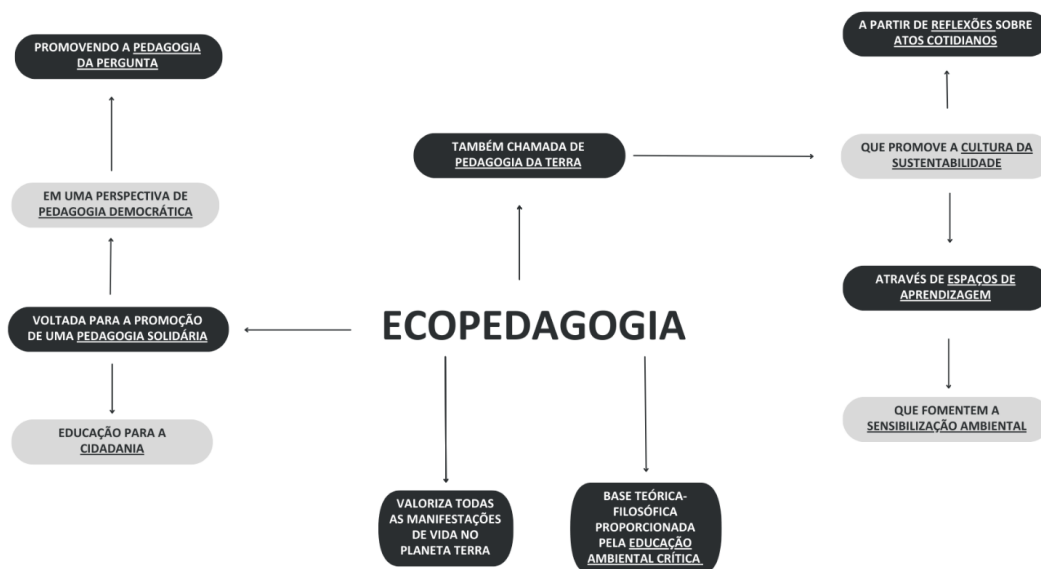 PROMOVENDO A PEDAGOGIA
DA PERGUNTA
A PARTIR DE REFLEXÕES SOBRE
ATOS COTIDIANOS
TAMBÉM CHAMADA DE
PEDAGOGIA DA TERRA
QUE PROMOVE A CULTURA DA
SUSTENTABILIDADE
EM UMA PERSPECTIVA DE
PEDAGOGIA DEMOCRÁTICA
ATRAVÉS DE ESPAÇOS DE
APRENDIZAGEM
VOLTADA PARA A PROMOÇÃO
DE UMA PEDAGOGIA SOLIDÁRIA
ECOPEDAGOGIA
EDUCAÇÃO PARA A
CIDADANIA
QUE FOMENTEM A
SENSIBILIZAÇÃO AMBIENTAL
VALORIZA TODAS
AS MANIFESTAÇÕES
DE VIDA NO
PLANETA TERRA
BASE TEÓRICA-
FILOSÓFICA
PROPORCIONADA
PELA EDUCAÇÃO
AMBIENTAL CRÍTICA